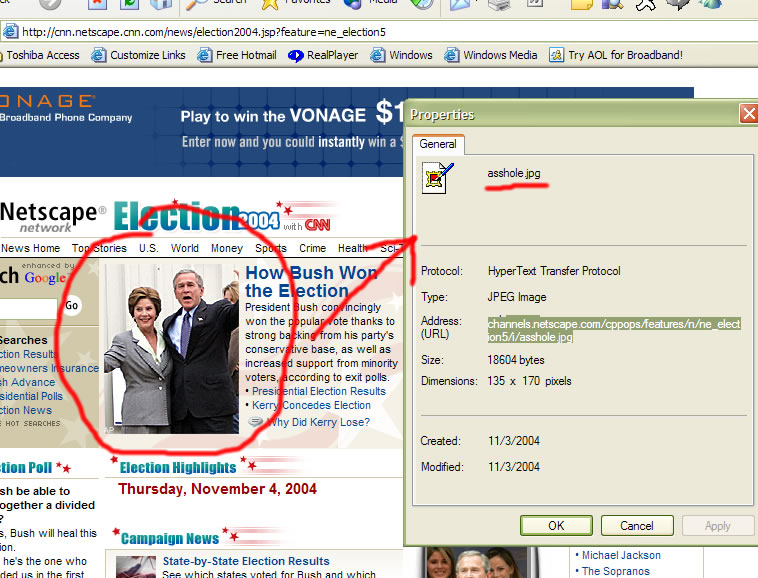 Search
Favorites
Media
http://cnn.netscape.cnn.com/news/election2004.jsp?feature=ne_election5
Toshiba Access Customize Links Free Hotmail RealPlayer Windows Windows Media Try AOL for Broadband!
ONAGE®
Broadband Phone Company
Play to win the VONAGE $1
Enter now and you could instantly win a $
Netscape®
network
Election 2004 with CNN
News Home Top Stories U.S. World Money Sports Crime Health Sci-T
ch enhanced by Google
Go
Searches
ction Results
meowners Insurance
sh Advance
sidential Polls
ction News
HOT SEARCHES
AP
How Bush Won
the Election
President Bush convincingly
won the popular vote thanks to
strong backing from his party's
conservative base, as well as
increased support from minority
voters, according to exit polls.
• Presidential Election Results
• Kerry Concedes Election
Why Did Kerry Lose?
ction Poll
sh be able to
together a divided
?
s, Bush will heal this
ion.
he's the one who
ded us in the first
Election Highlights
Thursday, November 4, 2004
Campaign News
State-by-State Election Results
See which states voted for Bush and which
• Michael Jackson
• The Sopranos
Properties
General
asshole.jpg
Protocol: HyperText Transfer Protocol
Type: JPEG Image
Address: channels.netscape.com/cppops/features/n/ne_elect
(URL) ion5/i/asshole.jpg
Size: 18604 bytes
Dimensions: 135 x 170 pixels
Created: 11/3/2004
Modified: 11/3/2004
OK Cancel Apply